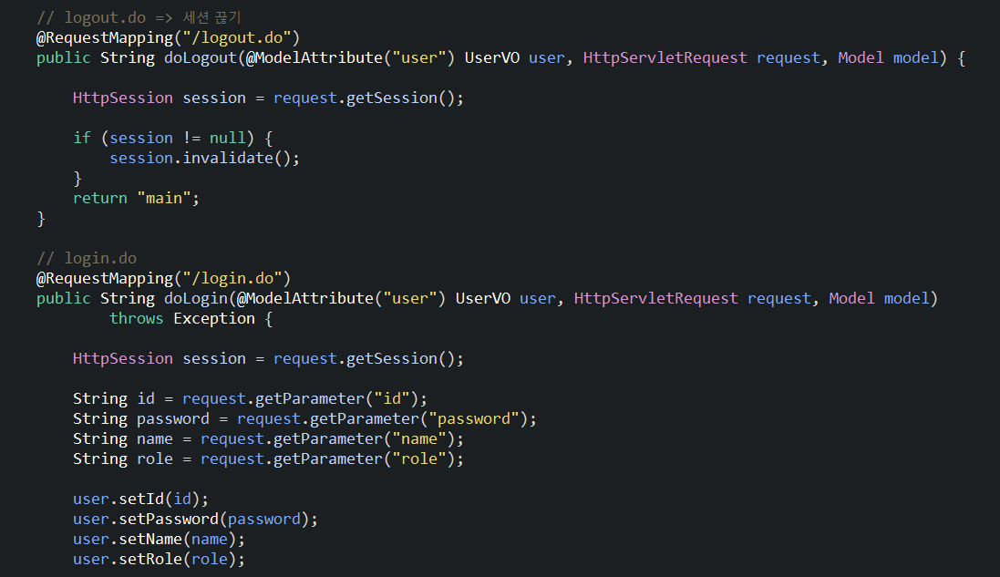 // logout.do => 세션 끊기
@RequestMapping("/logout.do")
public String doLogout(@ModelAttribute("user") UserVO user, HttpServletRequest request, Model model) {
HttpSession session = request.getSession();
if (session != null) {
session.invalidate();
}
return "main";
}
// login.do
@RequestMapping("/login.do")
public String doLogin(@ModelAttribute("user") UserVO user, HttpServletRequest request, Model model)
throws Exception {
HttpSession session = request.getSession();
String id = request.getParameter("id");
String password = request.getParameter("password");
String name = request.getParameter("name");
String role = request.getParameter("role");
user.setId(id);
user.setPassword(password);
user.setName(name);
user.setRole(role);